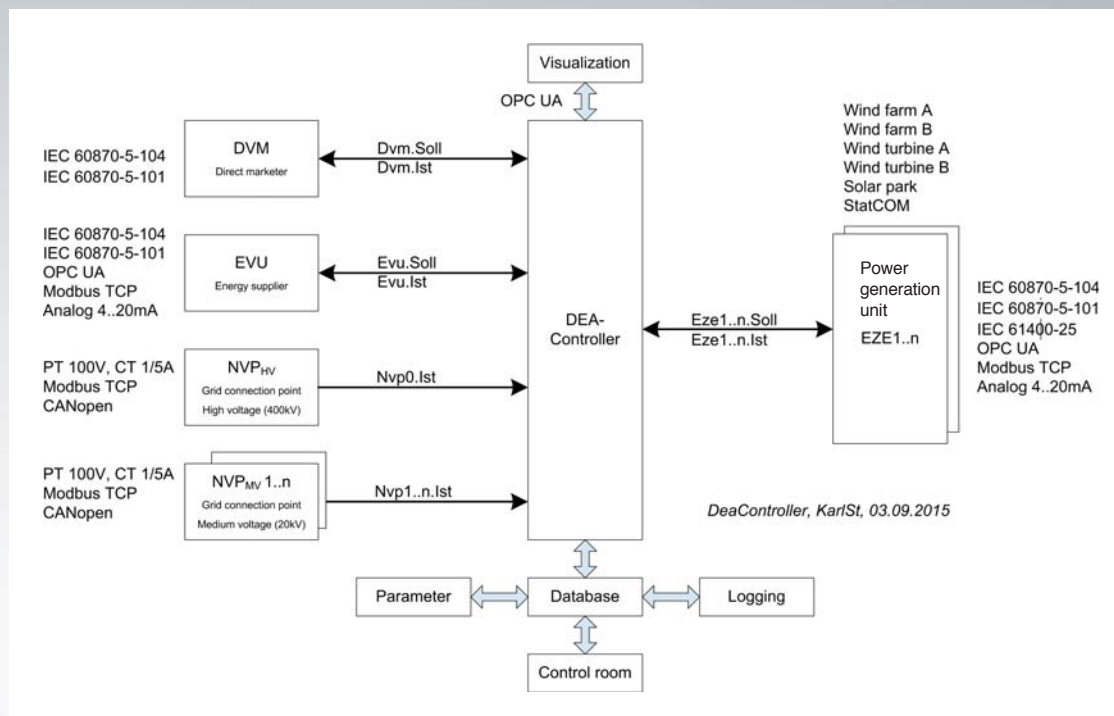 Visualization
OPC UA
IEC 60870-5-104
IEC 60870-5-101
DVM
Direct marketer
Dvm.Soll
Dvm.Ist
IEC 60870-5-104
IEC 60870-5-101
OPC UA
Modbus TCP
Analog 4..20mA
EVU
Energy supplier
Evu.Soll
Evu.Ist
PT 100V, CT 1/5A
Modbus TCP
CANopen
NVPHV
Grid connection point
High voltage (400kV)
Nvp0.Ist
PT 100V, CT 1/5A
Modbus TCP
CANopen
NVPMV 1..n
Grid connection point
Medium voltage (20kV)
Nvp1..n.Ist
DEA-
Controller
Eze1..n.Soll
Eze1..n.Ist
Wind farm A
Wind farm B
Wind turbine A
Wind turbine B
Solar park
StatCOM
Power
generation
unit
EZE1..n
IEC 60870-5-104
IEC 60870-5-101
IEC 61400-25
OPC UA
Modbus TCP
Analog 4..20mA
DeaController, KarlSt, 03.09.2015
Parameter
Database
Logging
Control room